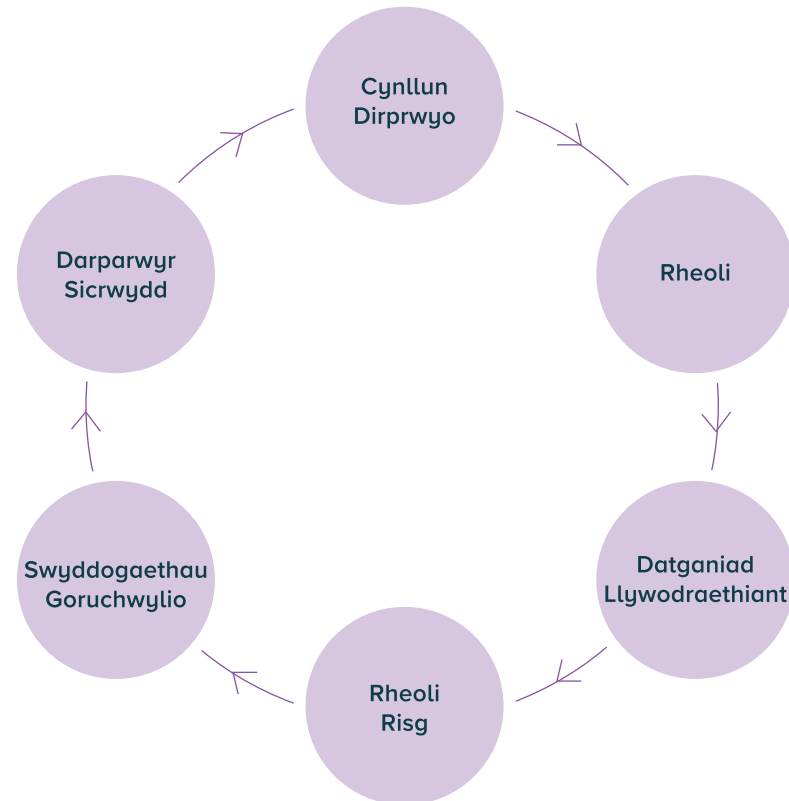 Cynllun
Dirprwyo
Rheoli
Datganiad
Llywodraethiant
Rheoli
Risg
Swyddogaethau
Goruchwylio
Darparwyr
Sicrwydd